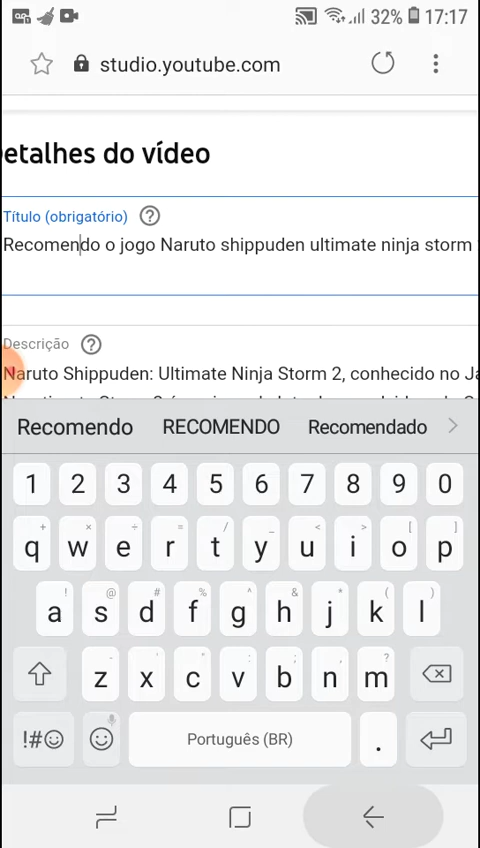 32% 17:17
studio.youtube.com
etalhes do vídeo
Título (obrigatório) ?
Recomendo o jogo Naruto shippuden ultimate ninja storm
Descrição ?
Naruto Shippuden: Ultimate Ninja Storm 2, conhecido no Ja
Recomendo RECOMENDO Recomendado
1 2 3 4 5 6 7 8 9 0
q w e r t y u i o p
a s d f g h j k l
z x c v b n m
!#☺ Português (BR) .